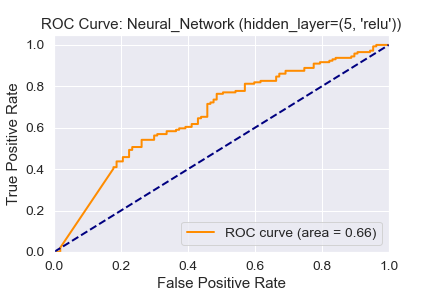 ROC Curve: Neural_Network (hidden_layer=(5, 'relu'))
True Positive Rate
1.0
0.8
0.6
0.4
0.2
0.0
ROC curve (area = 0.66)
0.0 0.2 0.4 0.6 0.8 1.0
False Positive Rate